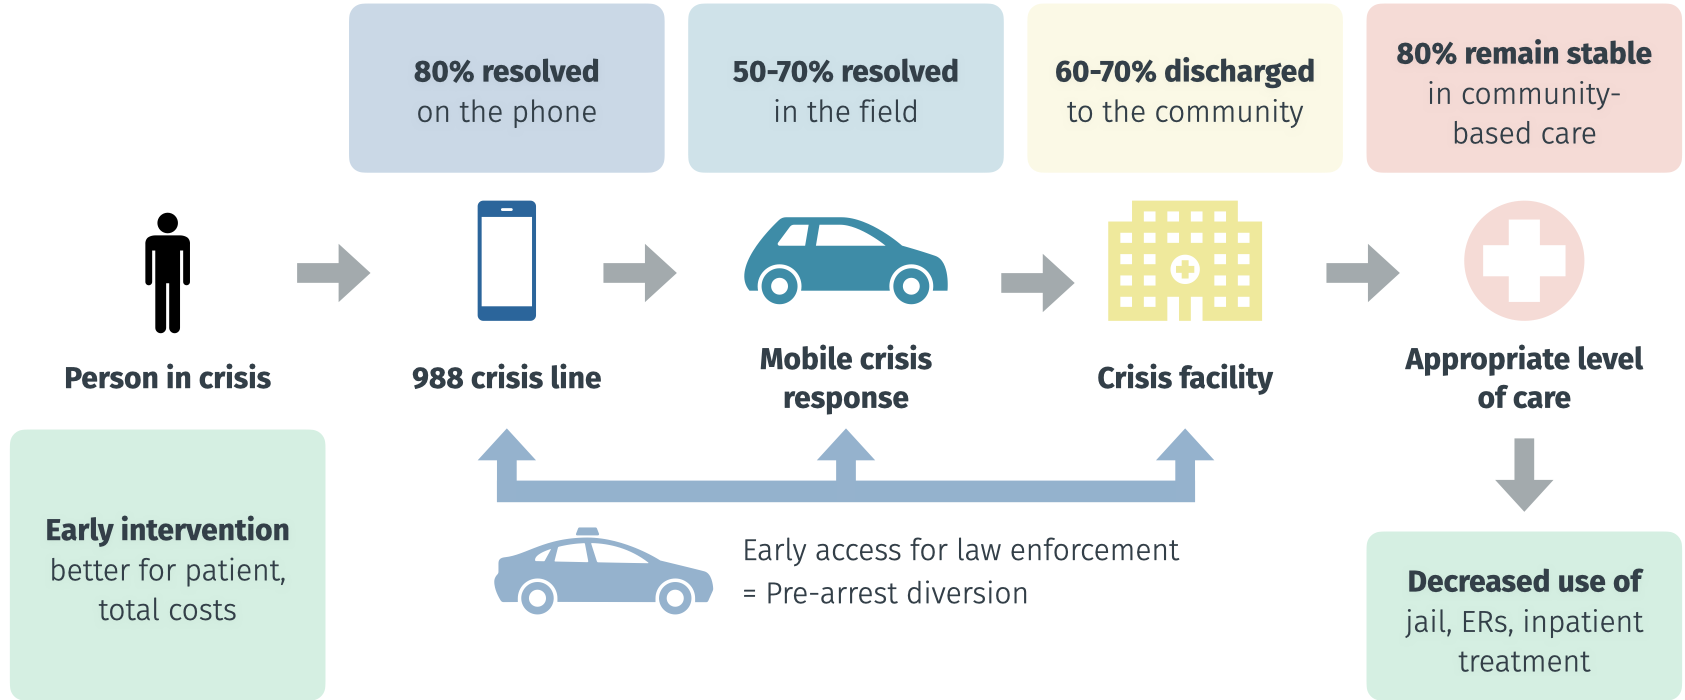 80% resolved
on the phone
50-70% resolved
in the field
60-70% discharged
to the community
80% remain stable
in community-
based care
Person in crisis
988 crisis line
Mobile crisis
response
Crisis facility
Appropriate level
of care
Early intervention
better for patient,
total costs
Early access for law enforcement
= Pre-arrest diversion
Decreased use of
jail, ERs, inpatient
treatment